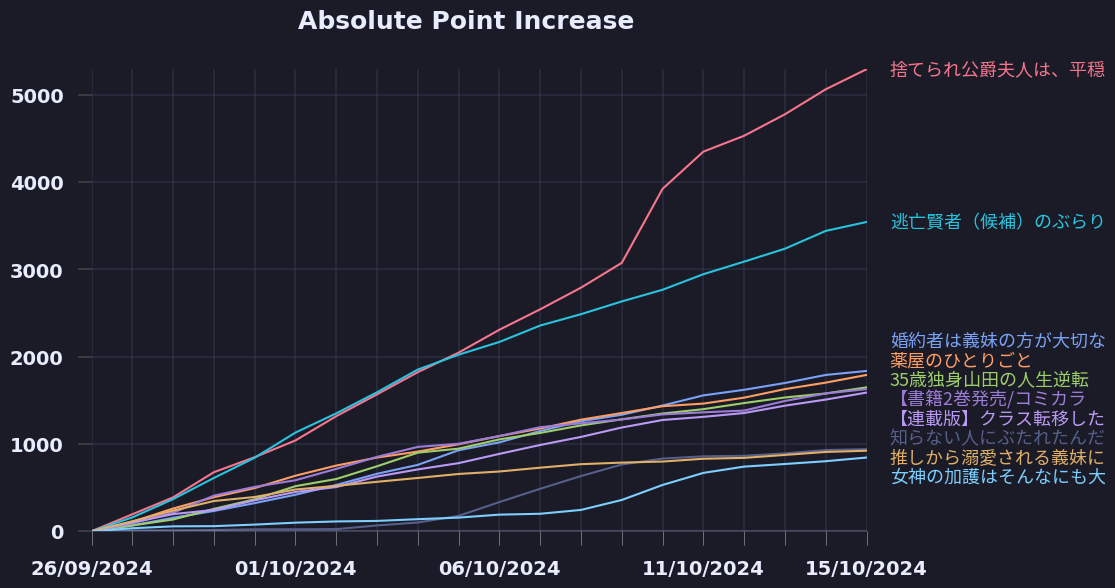 Absolute Point Increase
5000
4000
3000
2000
1000
0
26/09/2024
01/10/2024
06/10/2024
11/10/2024
15/10/2024
捨てられ公爵夫人は、平穏
逃亡賢者（候補）のぶらり
婚約者は義妹の方が大切な
薬屋のひとりごと
35歳独身山田の人生逆転
【書籍2巻発売/コミカラ
【連載版】クラス転移した
知らない人にぶたれたんだ
推しから溺愛される義妹に
女神の加護はそんなにも大